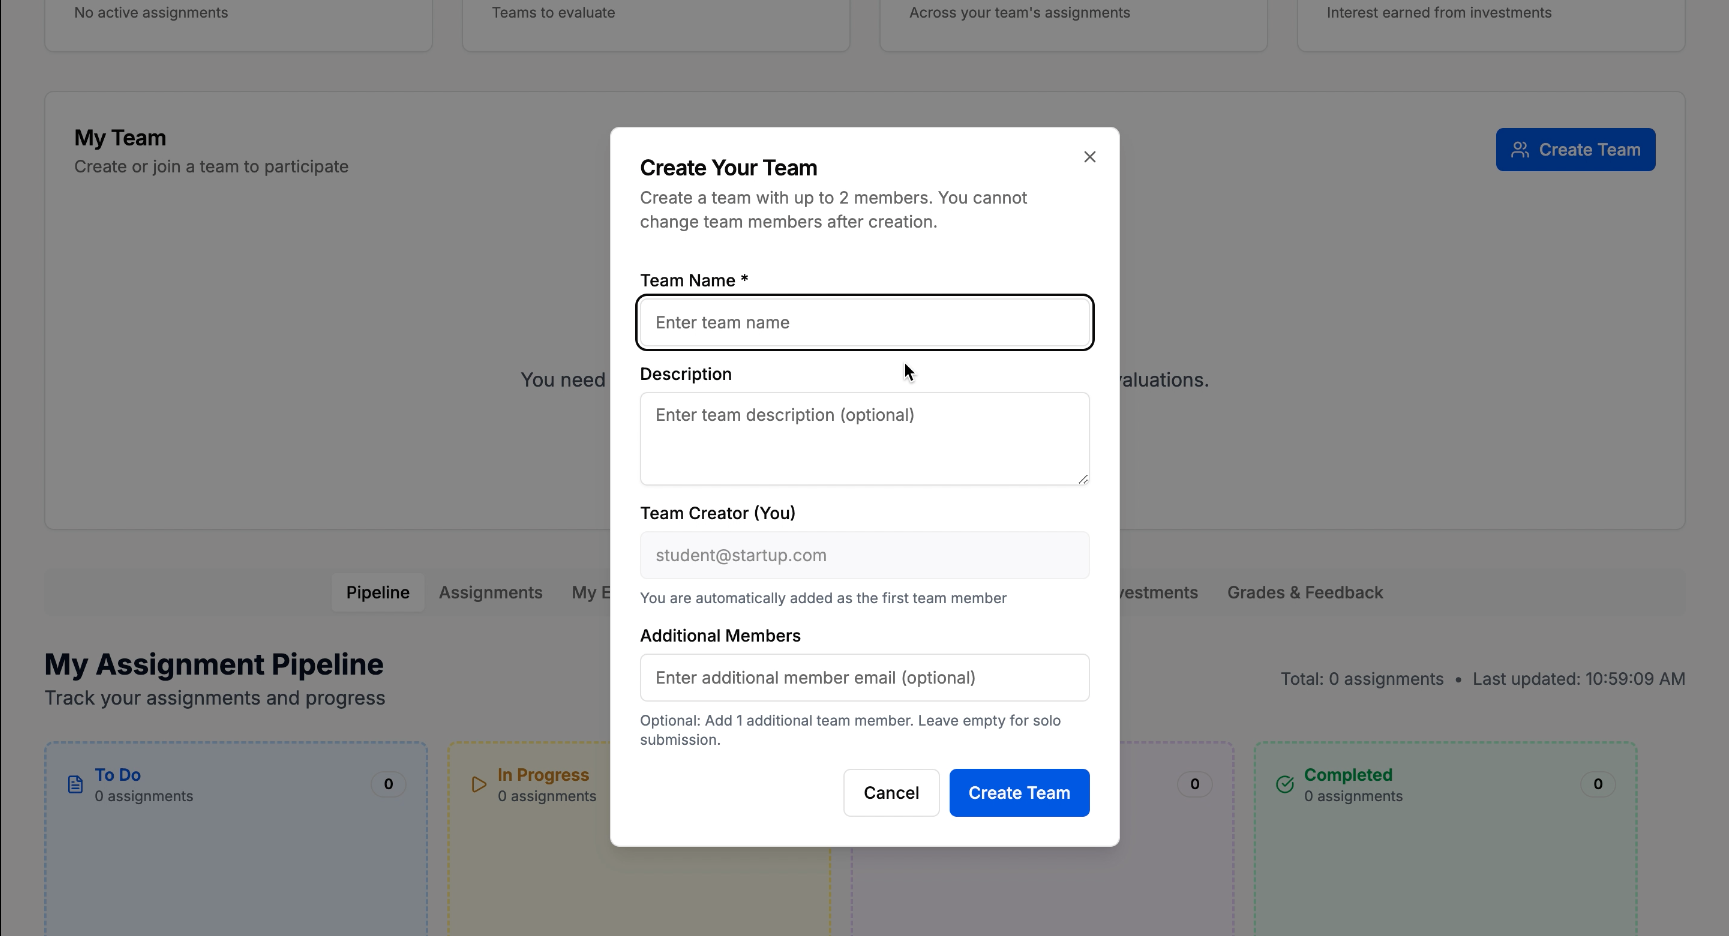 No active assignments
Teams to evaluate
Across your team's assignments
Interest earned from investments
My Team
Create or join a team to participate
Create Team
You need
valuations.
Create Your Team
Create a team with up to 2 members. You cannot
change team members after creation.
Team Name *
Enter team name
Description
Enter team description (optional)
Team Creator (You)
student@startup.com
You are automatically added as the first team member
Additional Members
Enter additional member email (optional)
Optional: Add 1 additional team member. Leave empty for solo
submission.
Cancel
Create Team
Pipeline
Assignments
My E
vestments
Grades & Feedback
My Assignment Pipeline
Track your assignments and progress
Total: 0 assignments • Last updated: 10:59:09 AM
To Do
0 assignments
0
In Progress
0 assignments
0
Completed
0 assignments
0